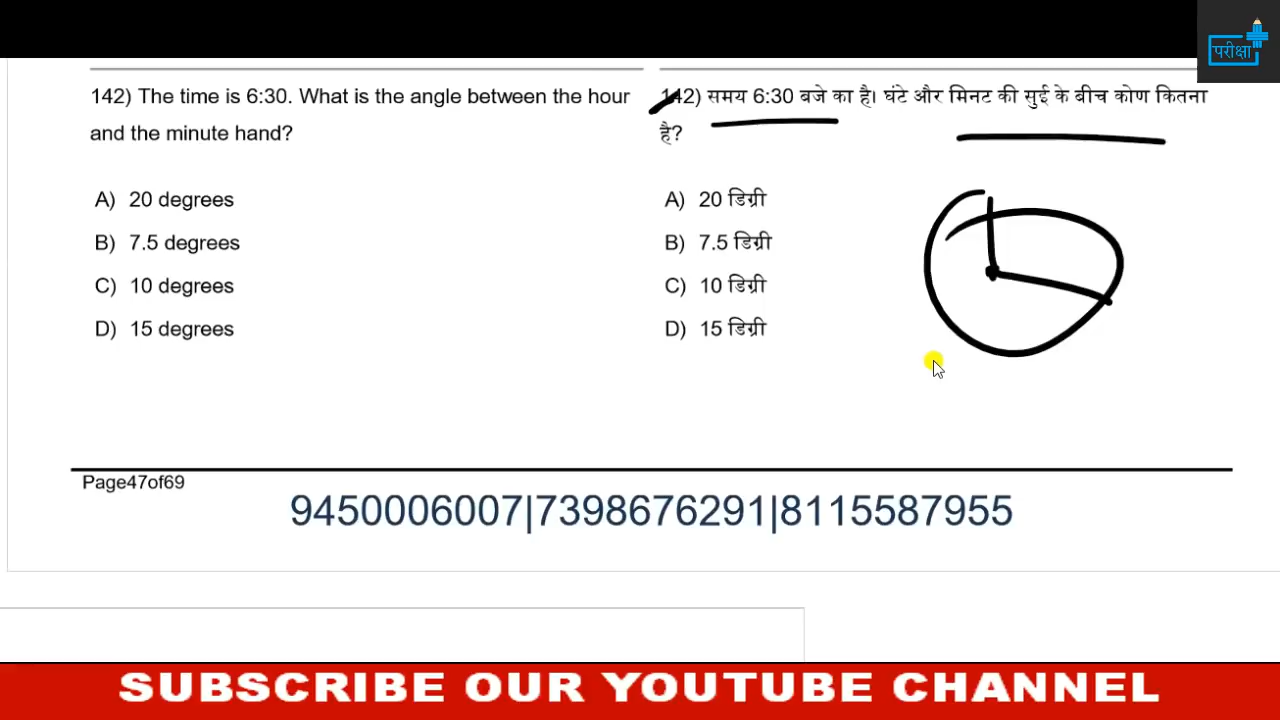 परीक्षा
142) The time is 6:30. What is the angle between the hour
and the minute hand?
A) 20 degrees
B) 7.5 degrees
C) 10 degrees
D) 15 degrees
142) समय 6:30 बजे का है। घंटे और मिनट की सुई के बीच कोण कितना
है?
A) 20 डिग्री
B) 7.5 डिग्री
C) 10 डिग्री
D) 15 डिग्री
Page47of69
9450006007|7398676291|8115587955
SUBSCRIBE OUR YOUTUBE CHANNEL